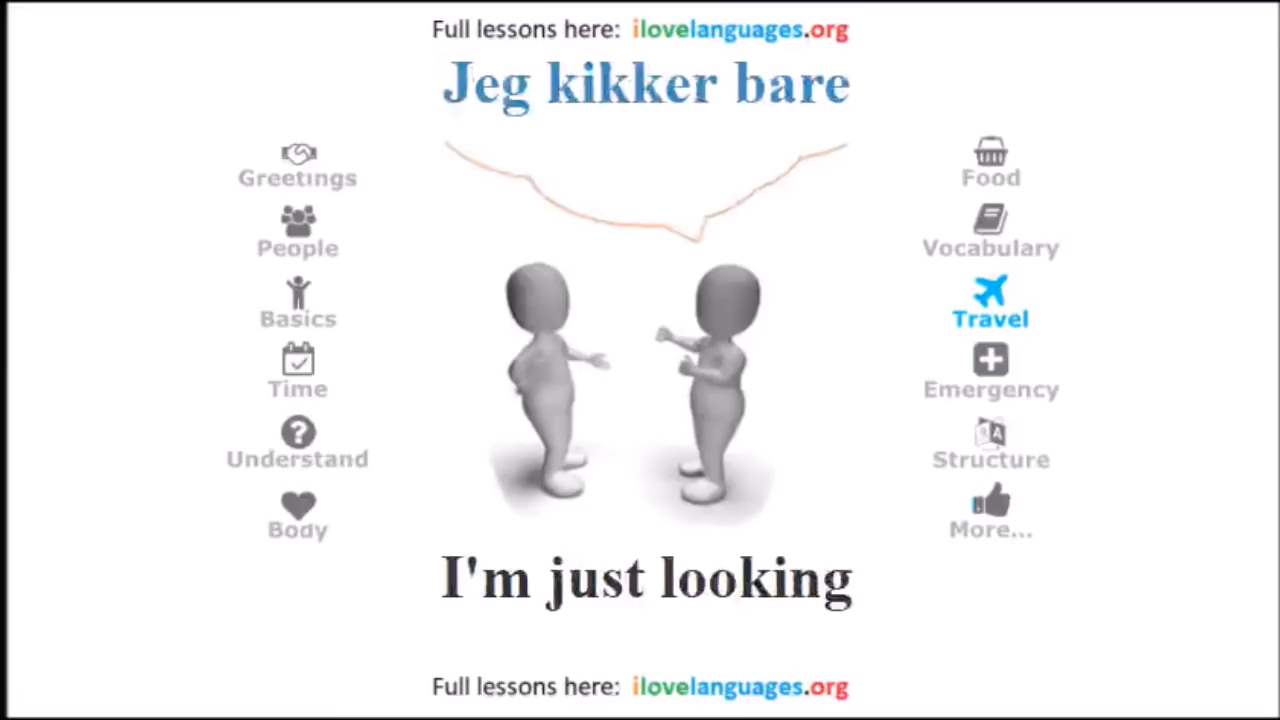 Full lessons here: ilovelanguages.org
Jeg kikker bare
Greetings
People
Basics
Time
Understand
Body
Food
Vocabulary
Travel
Emergency
Structure
More...
I'm just looking
Full lessons here: ilovelanguages.org